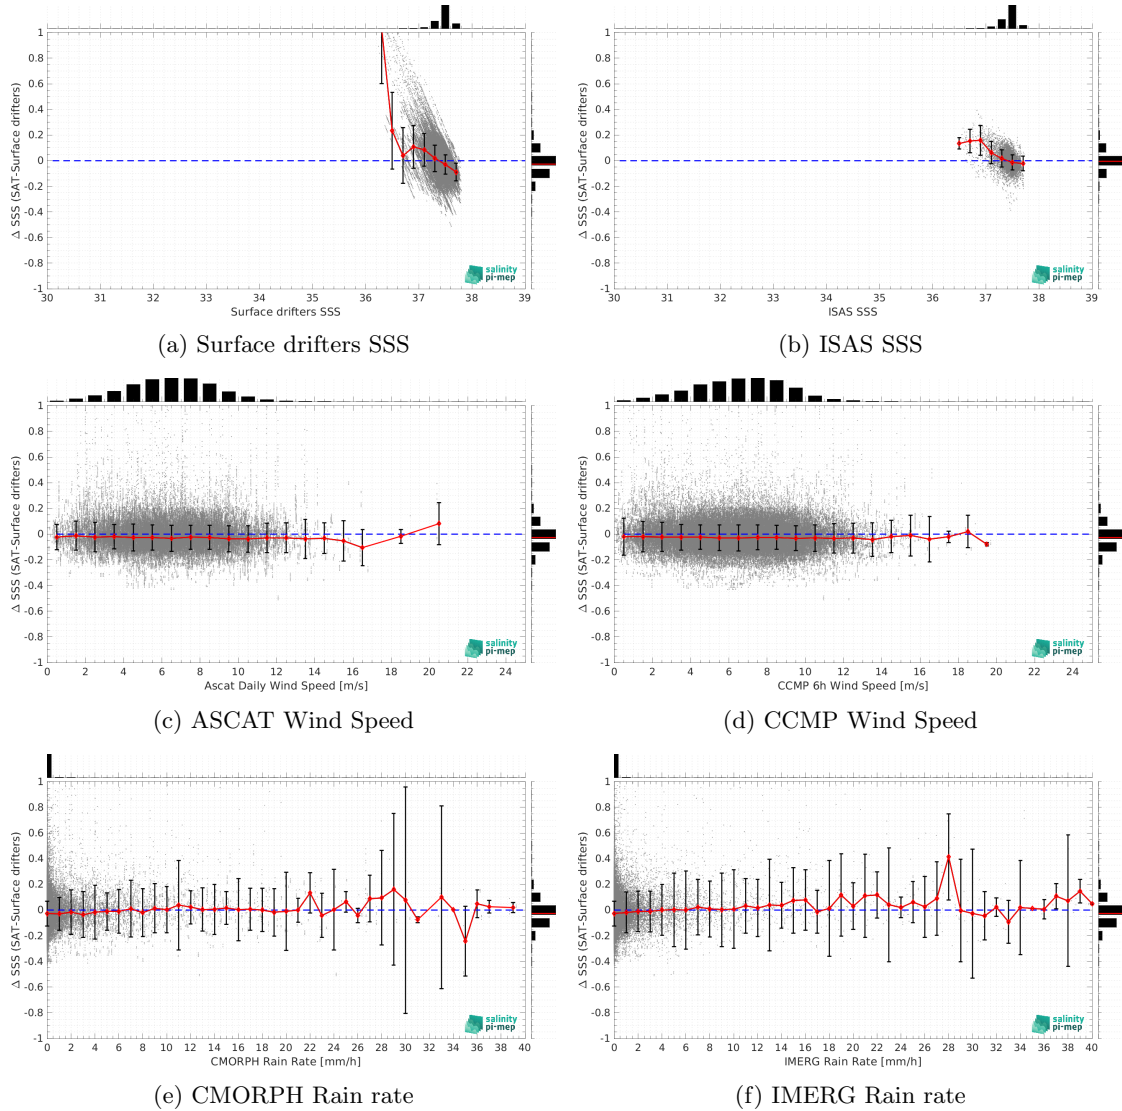 1
0.8
0.6
0.4
0.2
0
-0.2
-0.4
-0.6
-0.8
-1
Δ SSS (SAT-Surface drifters)
salinity
pi-mep
30 31 32 33 34 35 36 37 38 39
Surface drifters SSS
(a) Surface drifters SSS
1
0.8
0.6
0.4
0.2
0
-0.2
-0.4
-0.6
-0.8
-1
Δ SSS (SAT-Surface drifters)
salinity
pi-mep
30 31 32 33 34 35 36 37 38 39
ISAS SSS
(b) ISAS SSS
1
0.8
0.6
0.4
0.2
0
-0.2
-0.4
-0.6
-0.8
-1
Δ SSS (SAT-Surface drifters)
salinity
pi-mep
0 2 4 6 8 10 12 14 16 18 20 22 24
Ascat Daily Wind Speed [m/s]
(c) ASCAT Wind Speed
1
0.8
0.6
0.4
0.2
0
-0.2
-0.4
-0.6
-0.8
-1
Δ SSS (SAT-Surface drifters)
salinity
pi-mep
0 2 4 6 8 10 12 14 16 18 20 22 24
CCMP 6h Wind Speed [m/s]
(d) CCMP Wind Speed
1
0.8
0.6
0.4
0.2
0
-0.2
-0.4
-0.6
-0.8
-1
Δ SSS (SAT-Surface drifters)
salinity
pi-mep
0 2 4 6 8 10 12 14 16 18 20 22 24 26 28 30 32 34 36 38 40
CMORPH Rain Rate [mm/h]
(e) CMORPH Rain rate
1
0.8
0.6
0.4
0.2
0
-0.2
-0.4
-0.6
-0.8
-1
Δ SSS (SAT-Surface drifters)
salinity
pi-mep
0 2 4 6 8 10 12 14 16 18 20 22 24 26 28 30 32 34 36 38 40
IMERG Rain Rate [mm/h]
(f) IMERG Rain rate